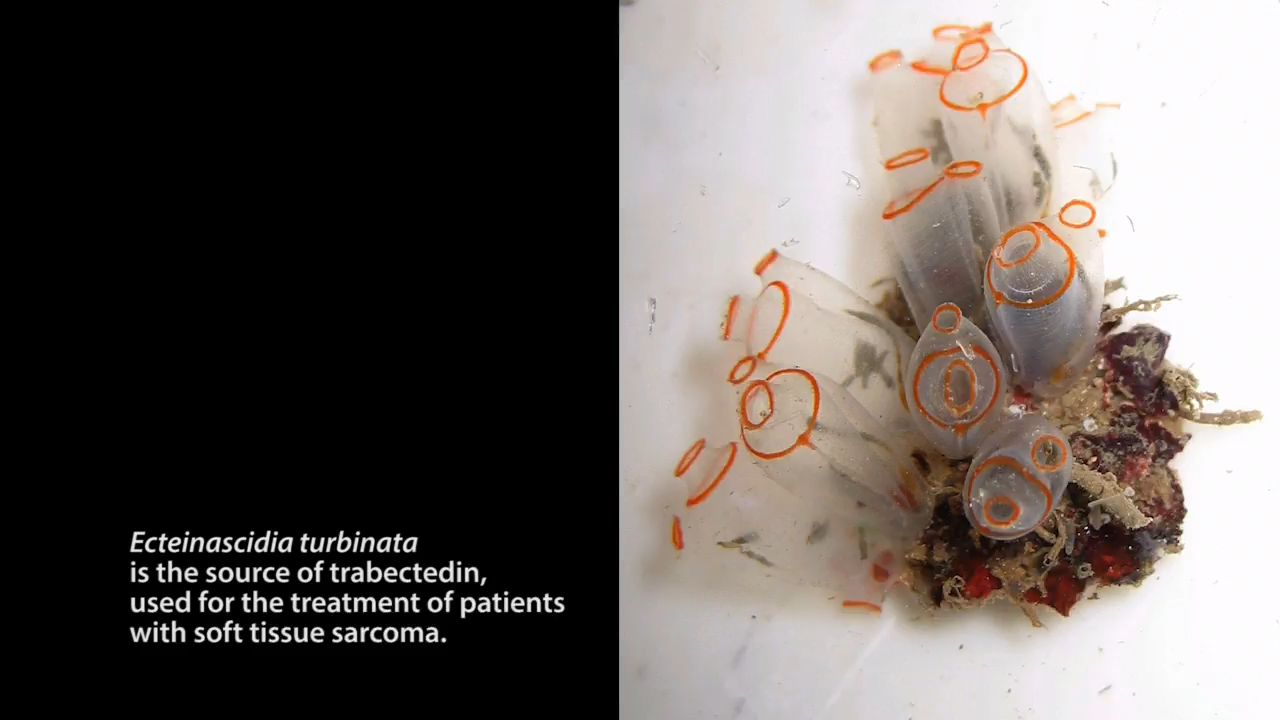 Ecteinascidia turbinata
is the source of trabectedin,
used for the treatment of patients
with soft tissue sarcoma.